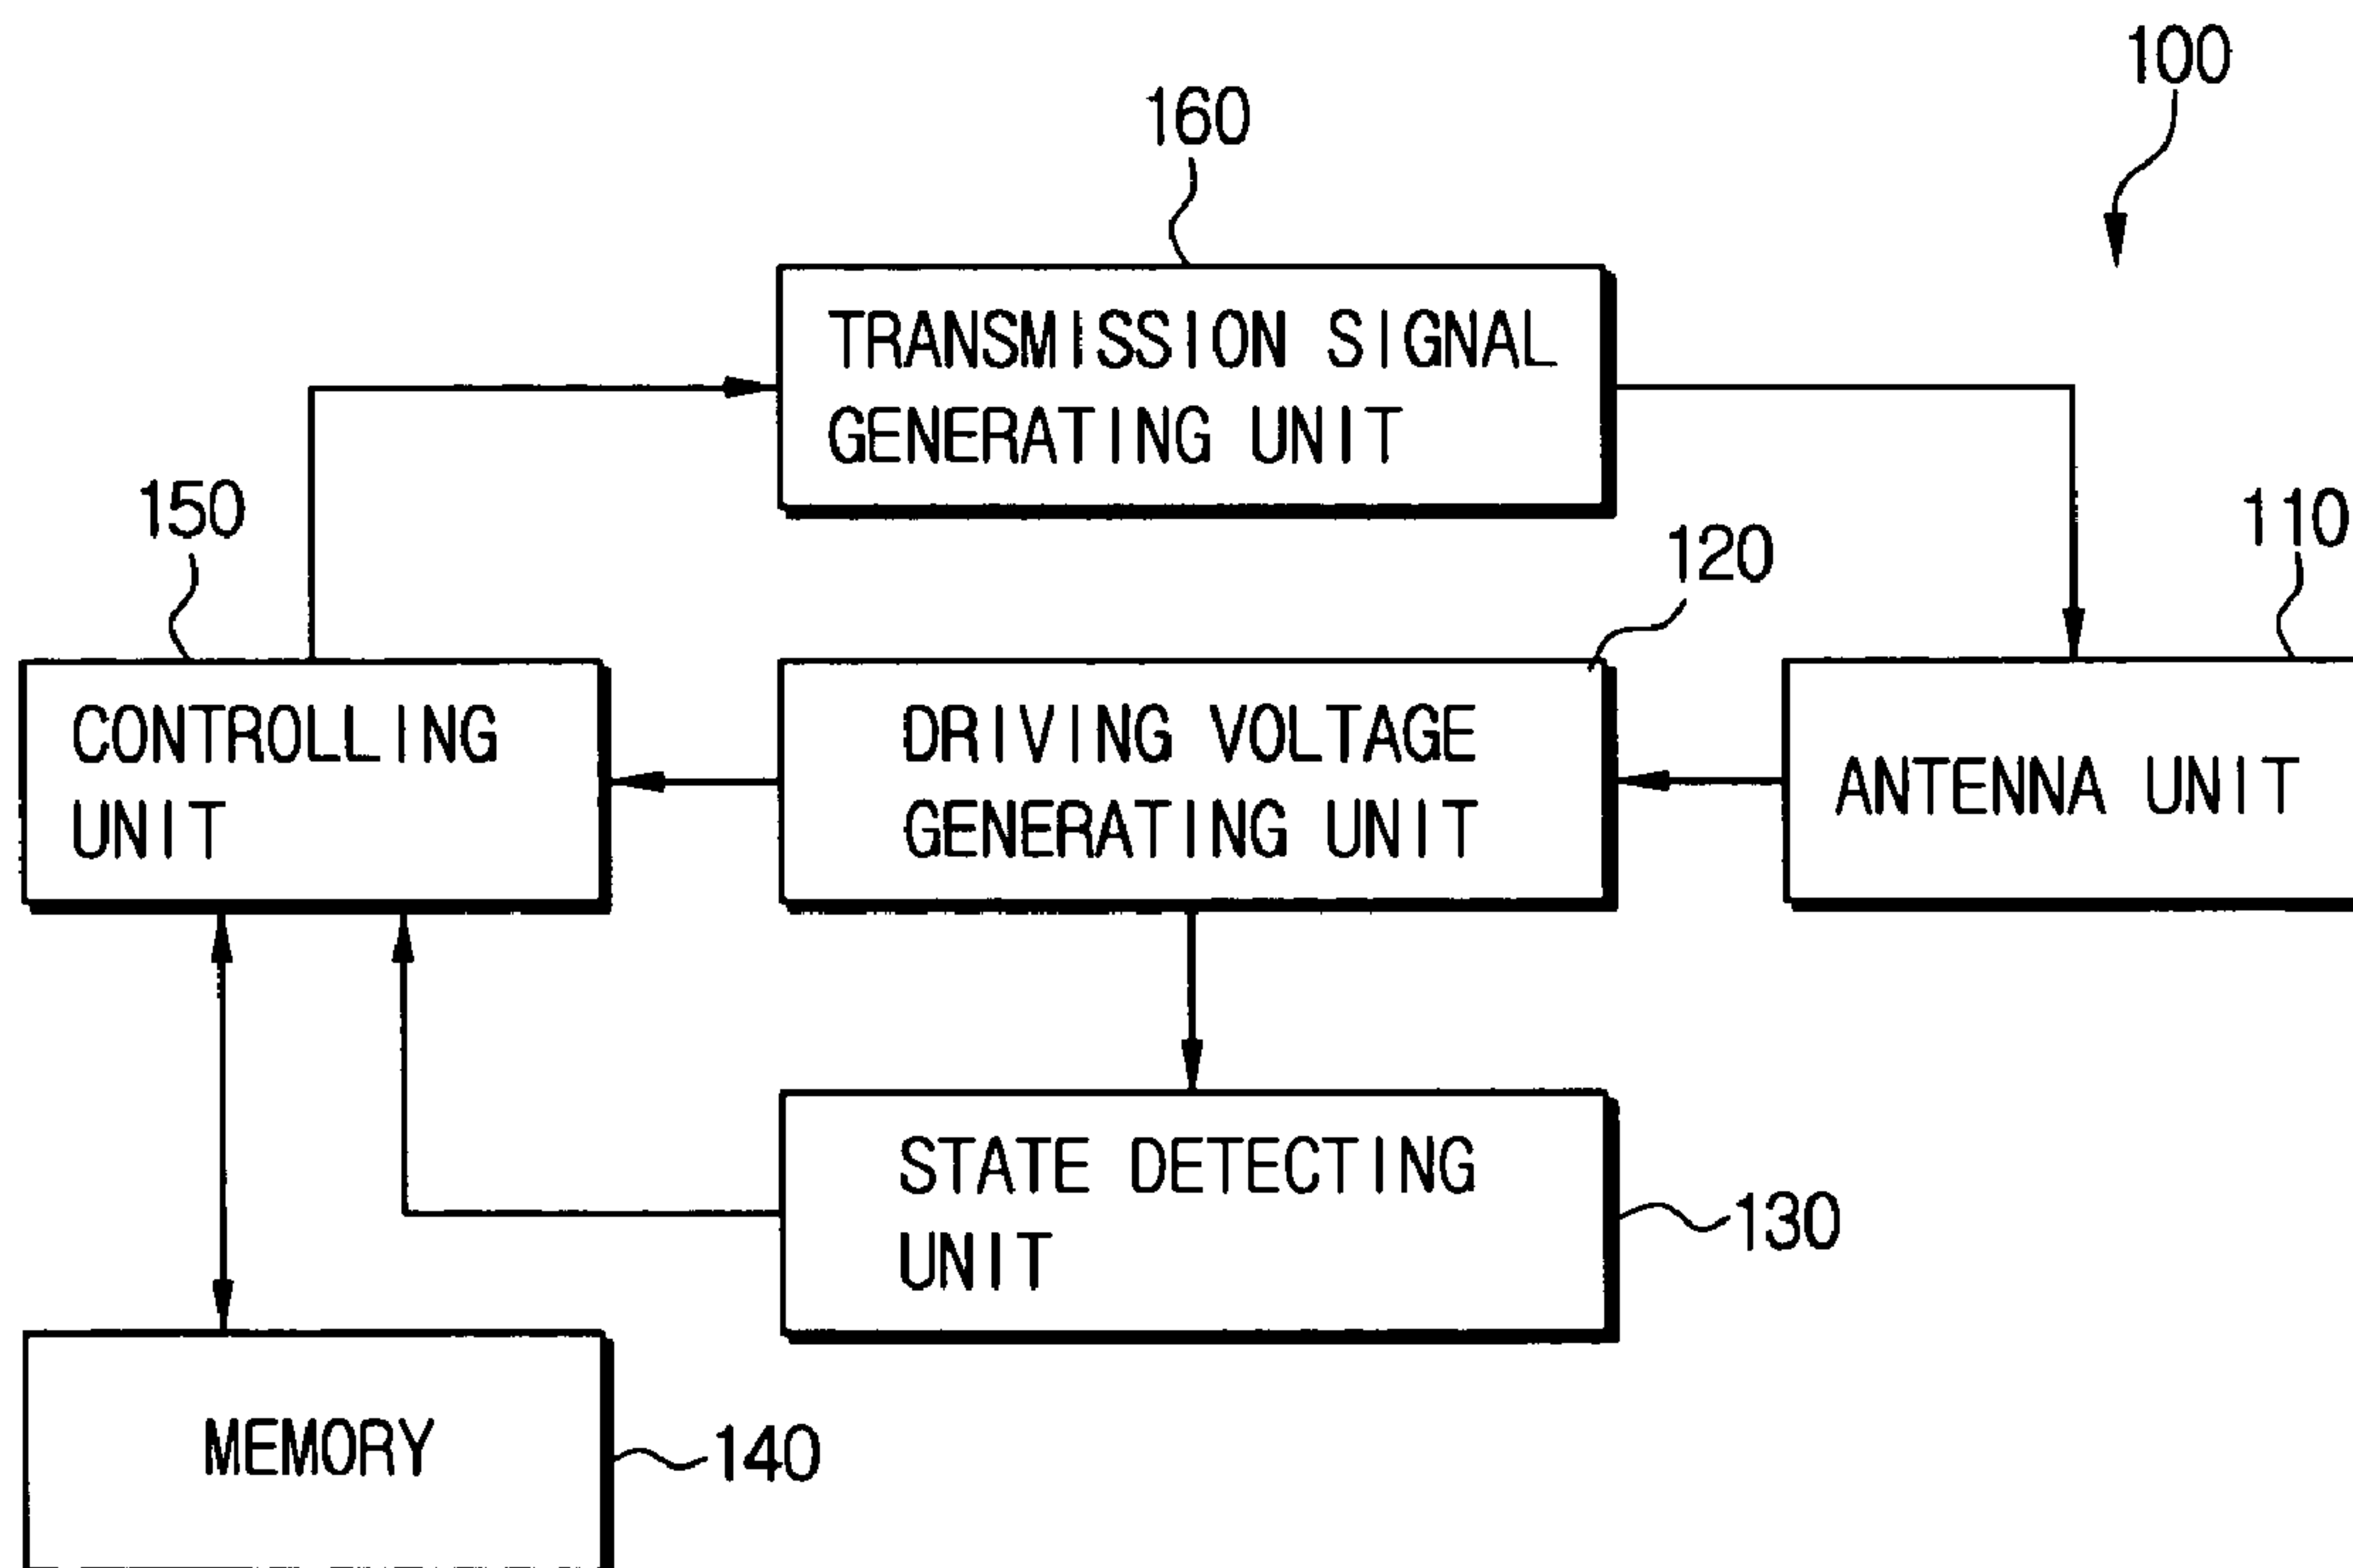 100
160
TRANSMISSION SIGNAL
GENERATING UNIT
150
120
110
CONTROLLING
UNIT
DRIVING VOLTAGE
GENERATING UNIT
ANTENNA UNIT
STATE DETECTING
UNIT
130
MEMORY
140